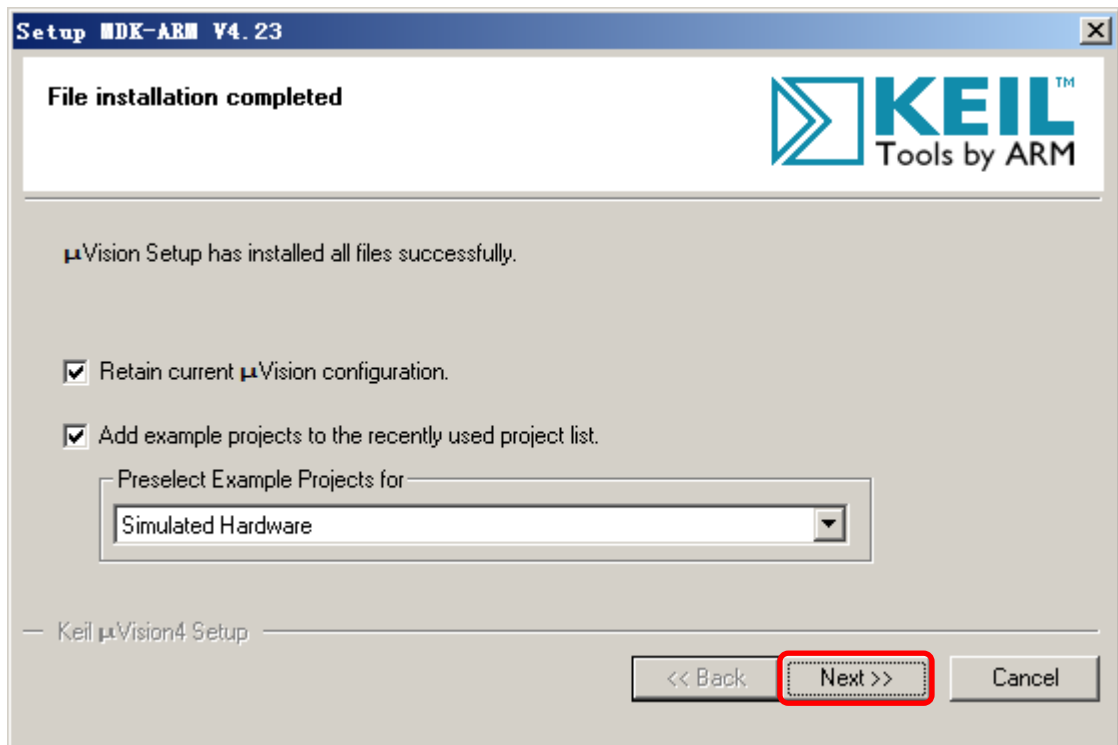 Setup MDK-ARM V4.23
File installation completed
KEIL™
Tools by ARM
µVision Setup has installed all files successfully.
Retain current µVision configuration.
Add example projects to the recently used project list.
Preselect Example Projects for
Simulated Hardware
Keil µVision4 Setup
<< Back Next >> Cancel